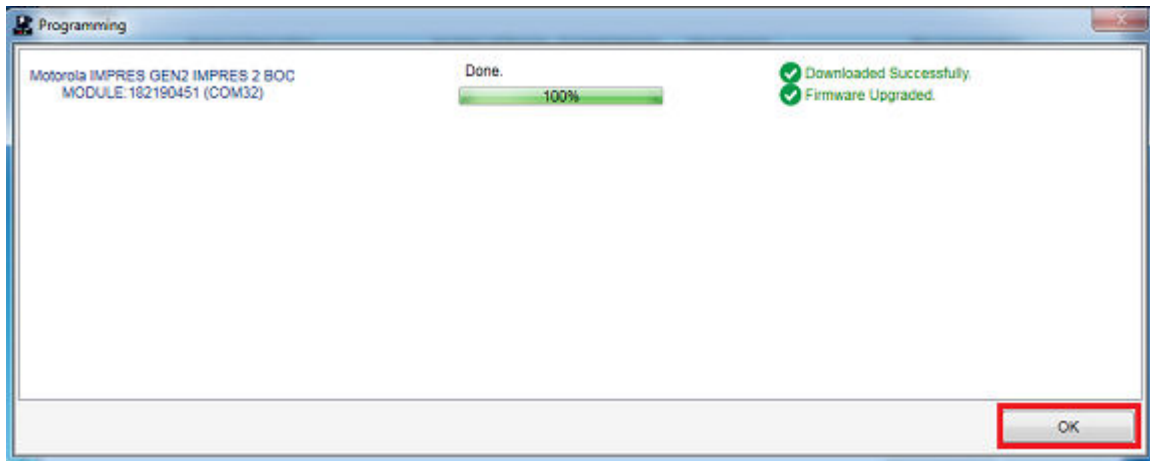 Programming
Motorola IMPRES GEN2 IMPRES 2 BOC
MODULE:182190451 (COM32)
Done.
100%
Downloaded Successfully.
Firmware Upgraded.
OK